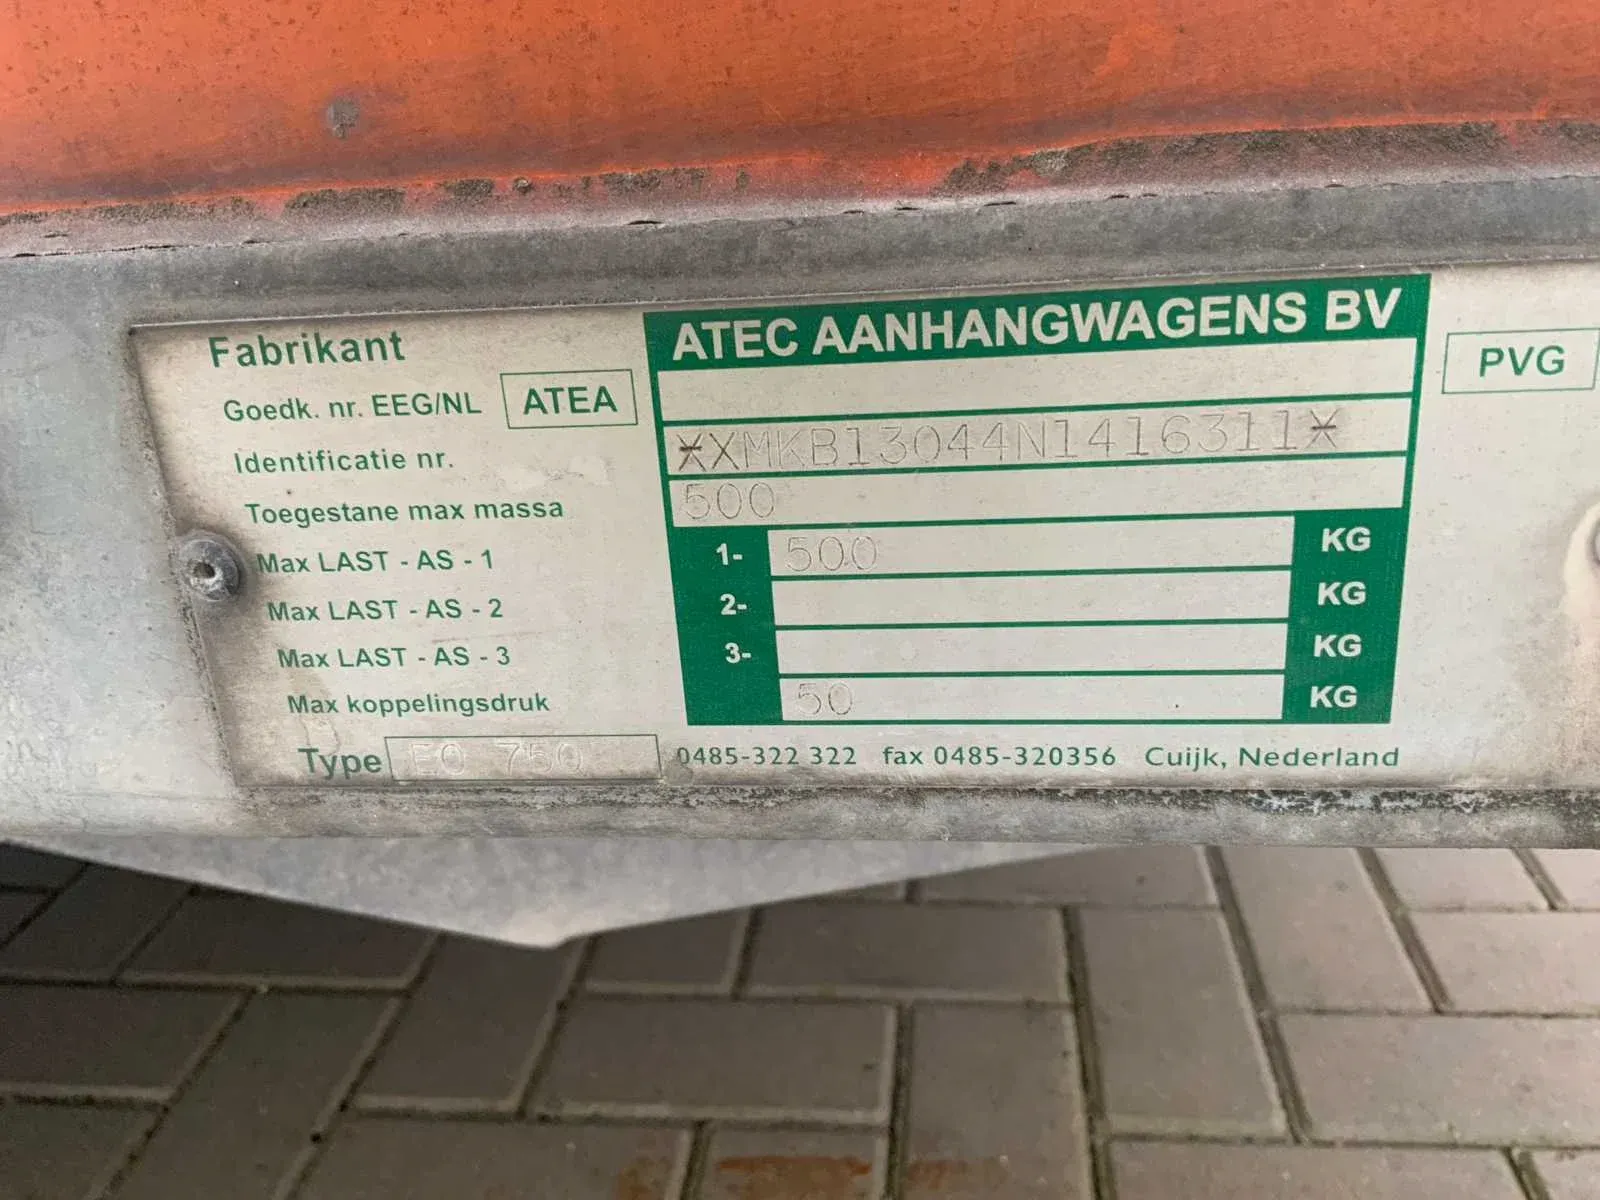 Fabrikant ATEC AANHANGWAGENS BV
Goedk. nr. EEG/NL ATEA PVG
Identificatie nr. *XMKB13044N1416311*
Toegestane max massa 500
Max LAST - AS - 1 1- 500 KG
Max LAST - AS - 2 2- KG
Max LAST - AS - 3 3- KG
Max koppelingsdruk 50 KG
Type EO 750 0485-322 322 fax 0485-320356 Cuijk, Nederland